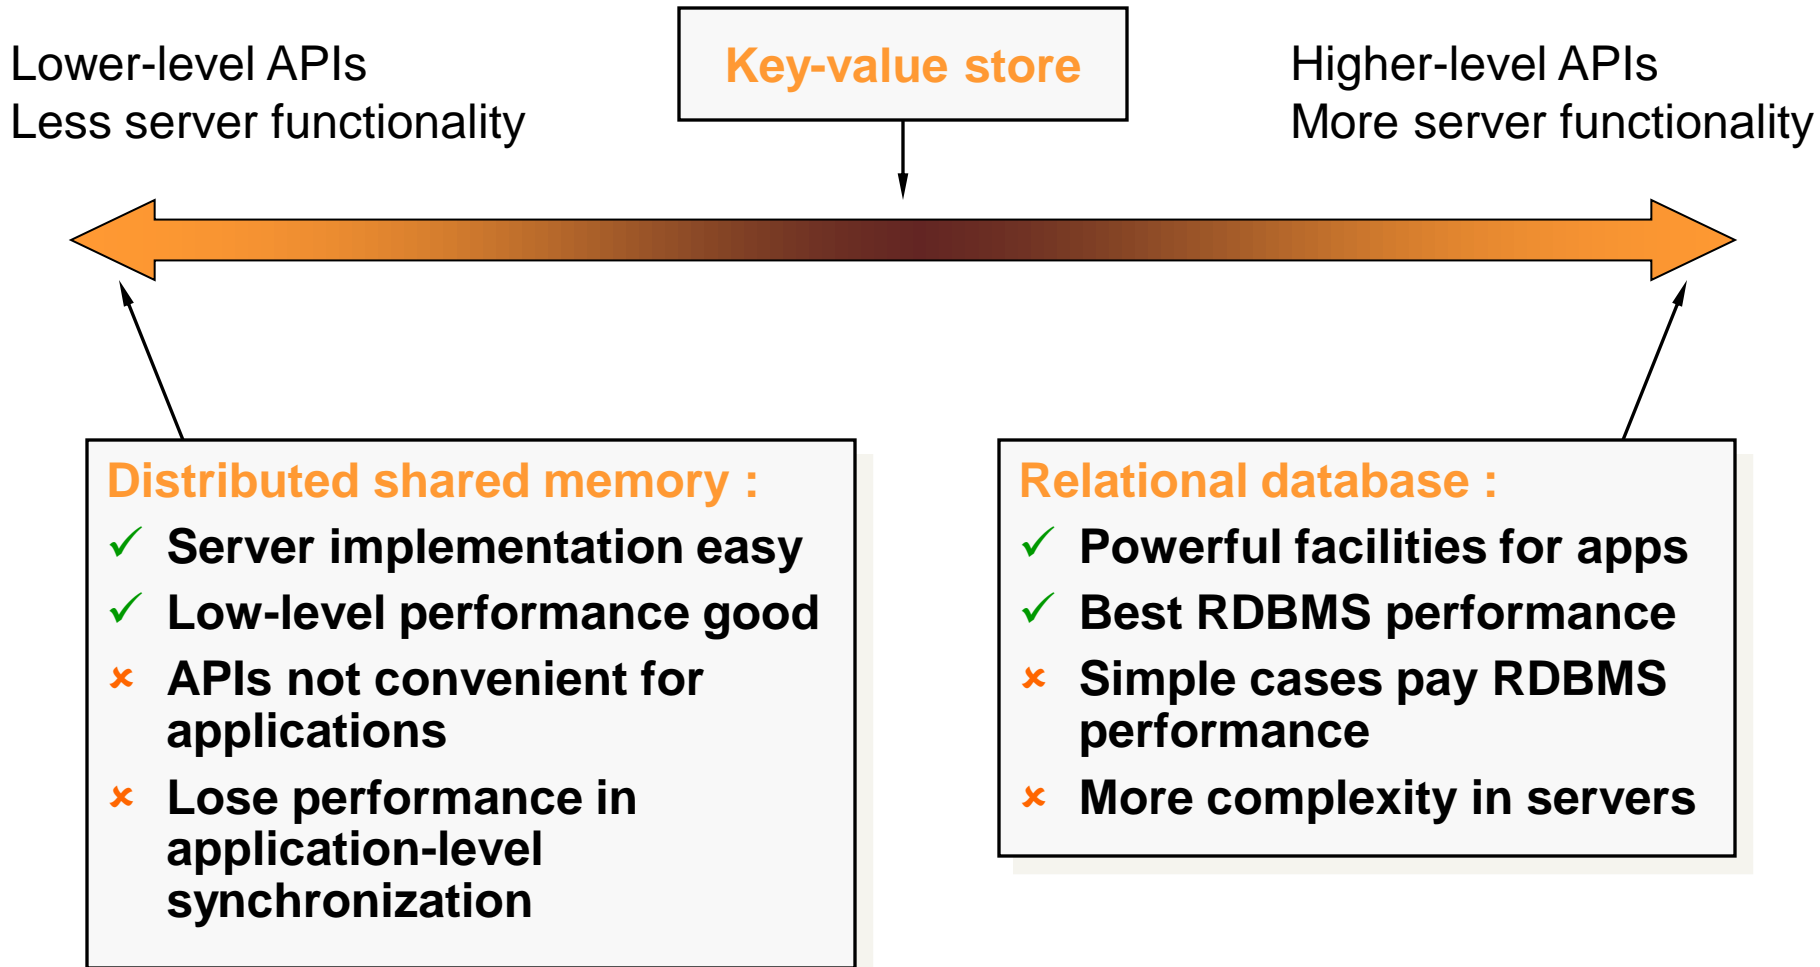 Lower-level APIs
Less server functionality
Key-value store
Higher-level APIs
More server functionality
Distributed shared memory :
✓ Server implementation easy
✓ Low-level performance good
✘ APIs not convenient for
applications
✘ Lose performance in
application-level
synchronization
Relational database :
✓ Powerful facilities for apps
✓ Best RDBMS performance
✘ Simple cases pay RDBMS
performance
✘ More complexity in servers